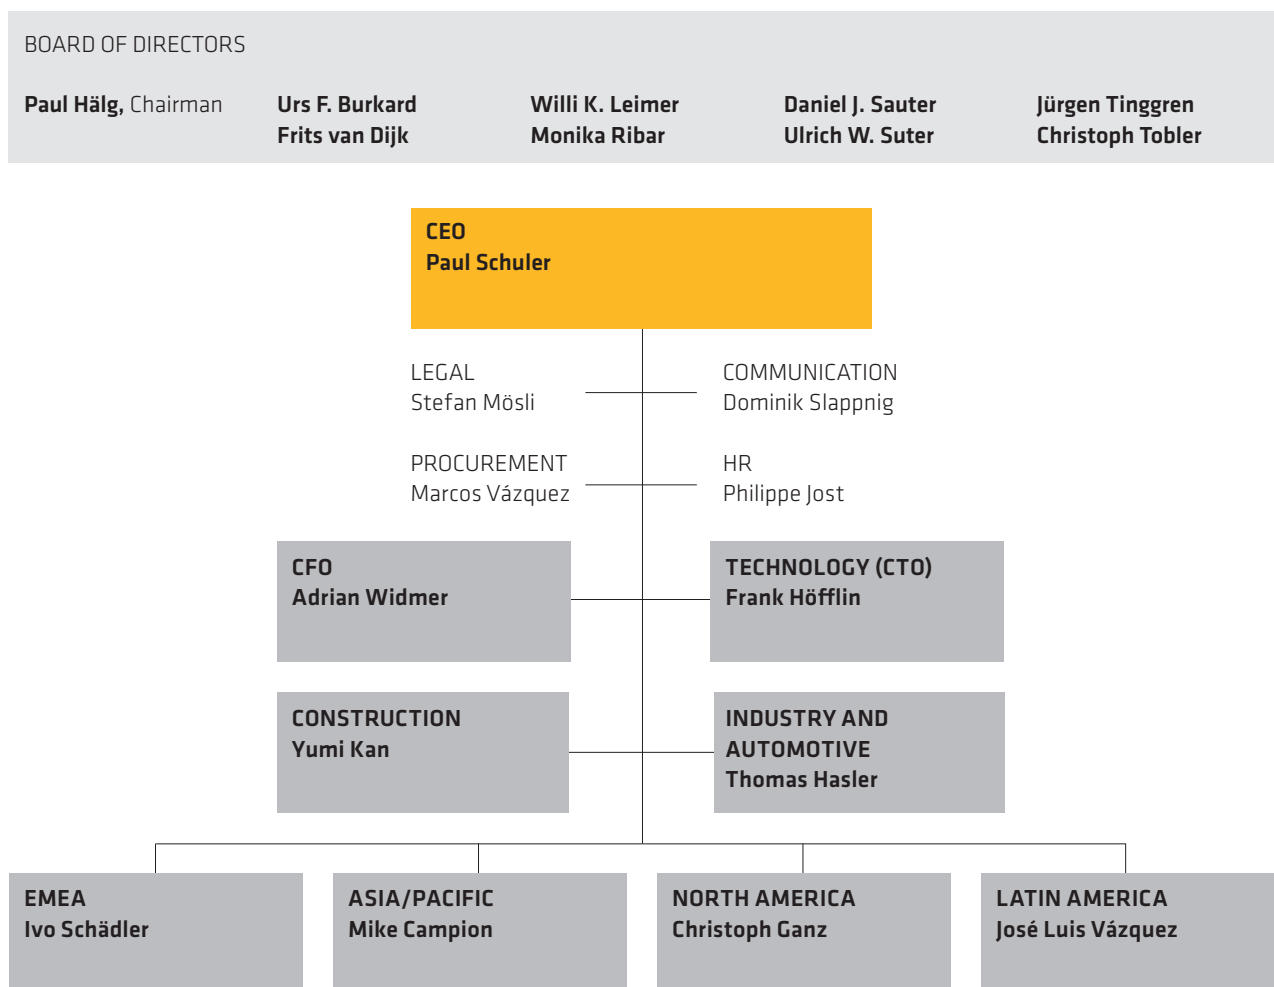 BOARD OF DIRECTORS
Paul Hälg, Chairman
Urs F. Burkard
Frits van Dijk
Willi K. Leimer
Monika Ribar
Daniel J. Sauter
Ulrich W. Suter
Jürgen Tinggren
Christoph Tobler
CEO
Paul Schuler
LEGAL
Stefan Mösli
COMMUNICATION
Dominik Slappnig
PROCUREMENT
Marcos Vázquez
HR
Philippe Jost
CFO
Adrian Widmer
TECHNOLOGY (CTO)
Frank Höfflin
CONSTRUCTION
Yumi Kan
INDUSTRY AND
AUTOMOTIVE
Thomas Hasler
EMEA
Ivo Schädler
ASIA/PACIFIC
Mike Campion
NORTH AMERICA
Christoph Ganz
LATIN AMERICA
José Luis Vázquez